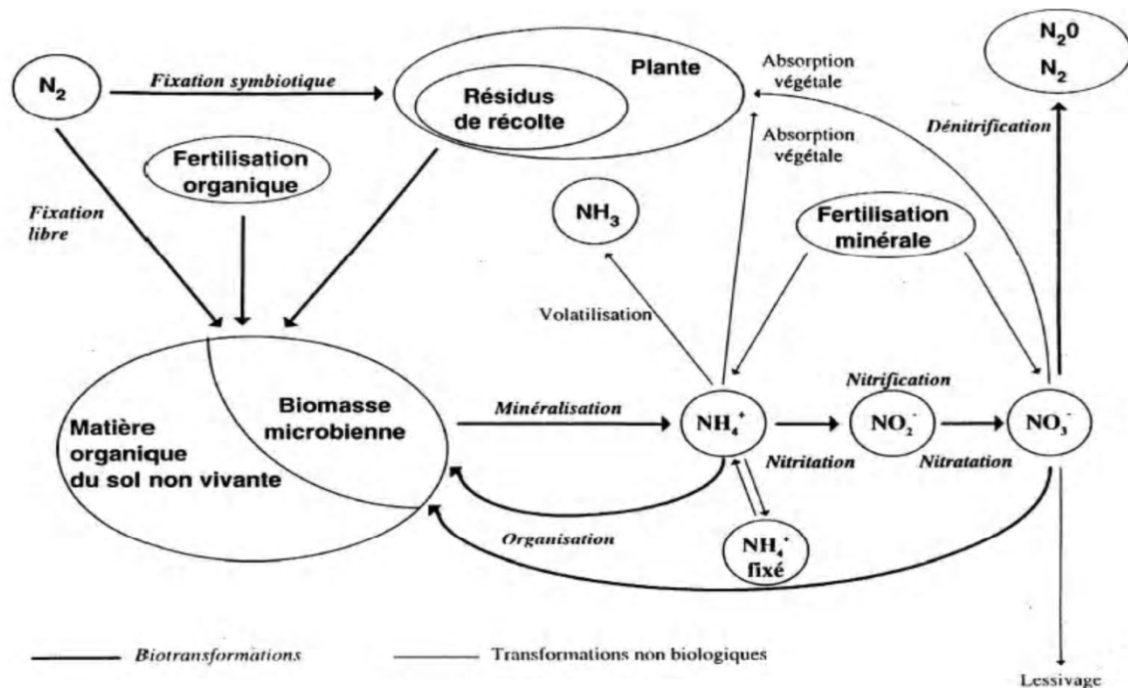 N₂
Fixation symbiotique
Plante
Résidus
de récolte
Absorption
végétale
Absorption
végétale
N₂0
N₂
Dénitrification
Fertilisation
organique
Fixation
libre
NH₃
Fertilisation
minérale
Volatilisation
Matière
organique
du sol non vivante
Biomasse
microbienne
Minéralisation
NH₄⁺
Nitrification
Nitritation
NO₂⁻
Nitratation
NO₃⁻
Organisation
NH₄⁺
fixé
Biotransformations
Transformations non biologiques
Lessivage